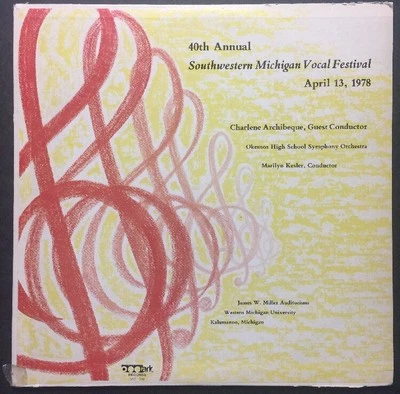 40th Annual
Southwestern Michigan Vocal Festival
April 13, 1978
Charlene Archibeque, Guest Conductor
Okemos High School Symphony Orchestra
Marilyn Kesler, Conductor
James W. Miller Auditorium
Western Michigan University
Kalamazoo, Michigan
mark